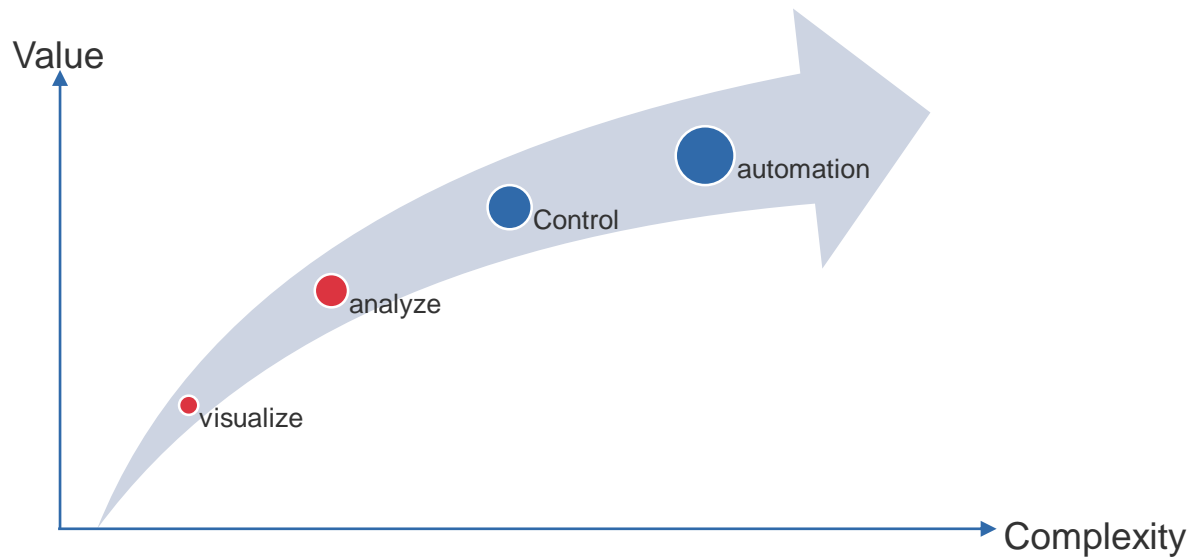 Value
automation
Control
analyze
visualize
Complexity